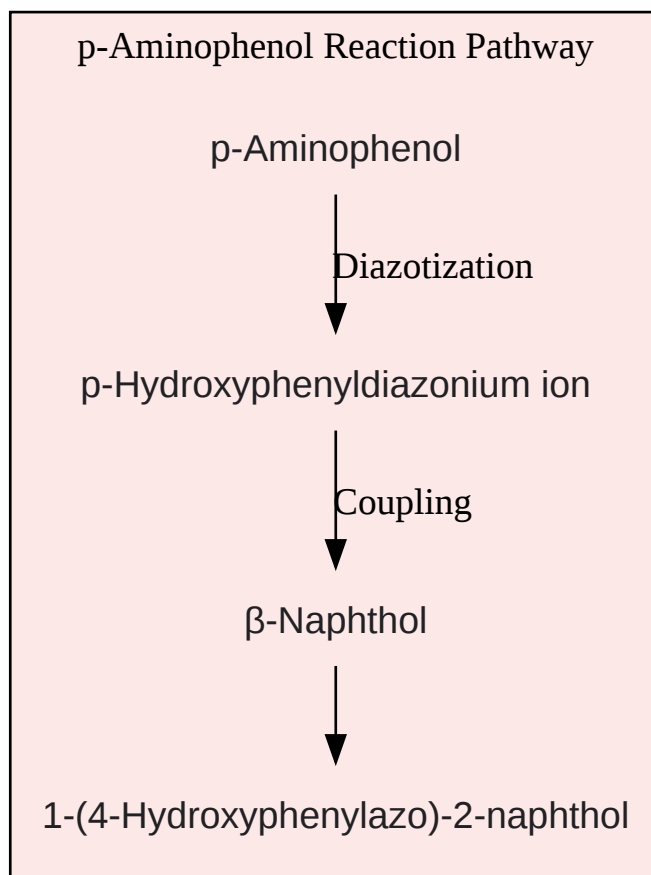 p-Aminophenol Reaction Pathway
p-Aminophenol
Diazotization
p-Hydroxyphenyldiazonium ion
Coupling
β-Naphthol
1-(4-Hydroxyphenylazo)-2-naphthol